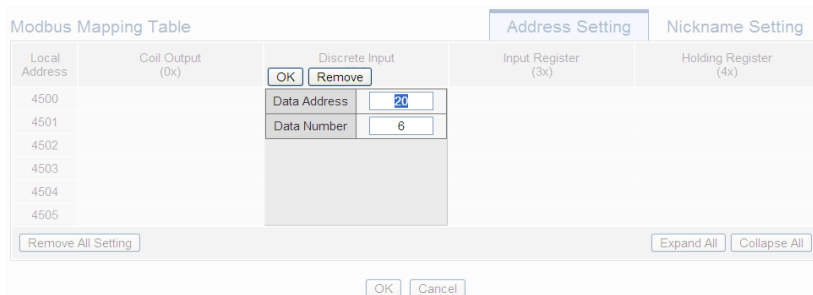 Modbus Mapping Table Address Setting Nickname Setting
Local Address Coil Output (0x) Discrete Input Input Register (3x) Holding Register (4x)
OK Remove
4500 Data Address 20
4501 Data Number 6
4502
4503
4504
4505
Remove All Setting Expand All Collapse All
OK Cancel